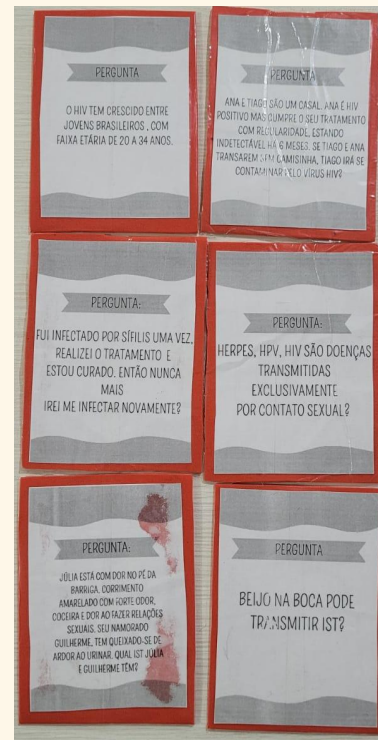 PERGUNTA
O HIV TEM CRESCIDO ENTRE
JOVENS BRASILEIROS , COM
FAIXA ETÁRIA DE 20 A 34 ANOS.
PERGUNTA
ANA E TIAGO SÃO UM CASAL. ANA É HIV
POSITIVO MAS CUMPRE O SEU TRATAMENTO
COM REGULARIDADE, ESTANDO
INDETECTÁVEL HÁ 6 MESES. SE TIAGO E ANA
TRANSAREM SEM CAMISINHA, TIAGO IRÁ SE
CONTAMINAR PELO VÍRUS HIV?
PERGUNTA:
FUI INFECTADO POR SÍFILIS UMA VEZ,
REALIZEI O TRATAMENTO E
ESTOU CURADO. ENTÃO NUNCA
MAIS
IREI ME INFECTAR NOVAMENTE?
PERGUNTA:
HERPES, HPV, HIV SÃO DOENÇAS
TRANSMITIDAS
EXCLUSIVAMENTE
POR CONTATO SEXUAL?
PERGUNTA:
JÚLIA ESTÁ COM DOR NO PÉ DA
BARRIGA, CORRIMENTO
AMARELADO COM FORTE ODOR,
COCEIRA E DOR AO FAZER RELAÇÕES
SEXUAIS. SEU NAMORADO
GUILHERME, TEM QUEIXADO-SE DE
ARDOR AO URINAR. QUAL IST JÚLIA
E GUILHERME TÊM?
PERGUNTA
BEIJO NA BOCA PODE
TRANSMITIR IST?